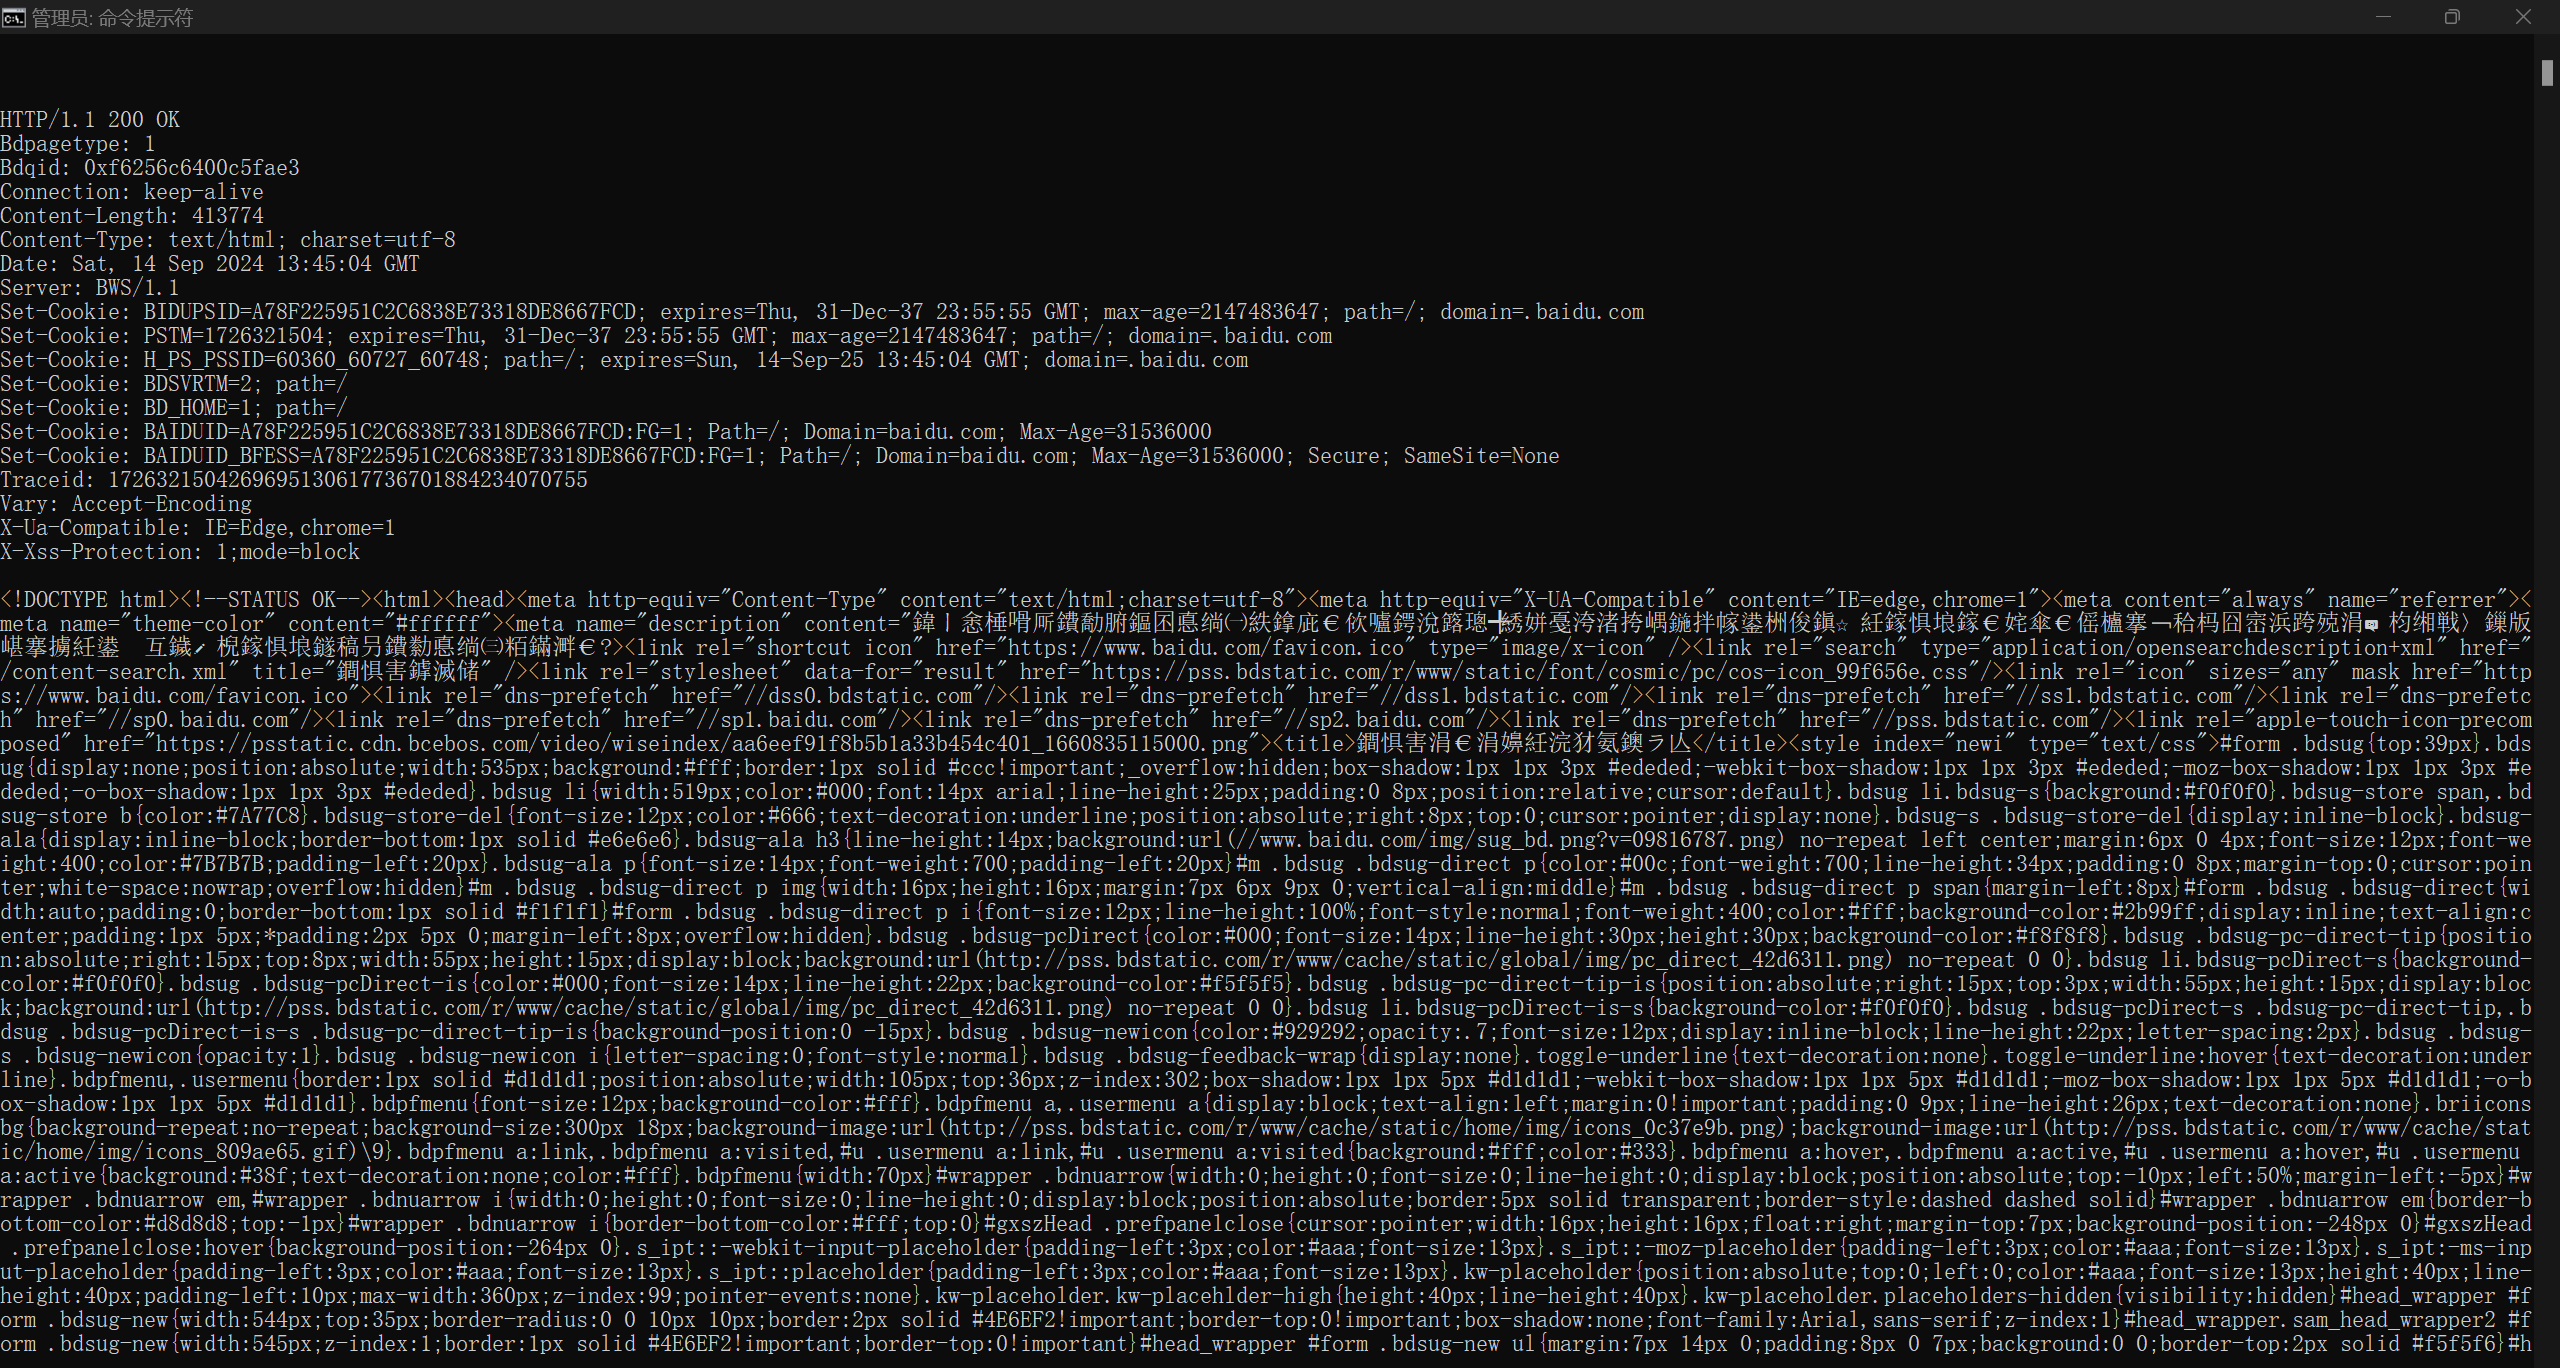 管理员: 命令提示符
HTTP/1.1 200 OK
Bdpagetype: 1
Bdqid: 0xf6256c6400c5fae3
Connection: keep-alive
Content-Length: 413774
Content-Type: text/html; charset=utf-8
Date: Sat, 14 Sep 2024 13:45:04 GMT
Server: BWS/1.1
Set-Cookie: BIDUPSID=A78F225951C2C6838E73318DE8667FCD; expires=Thu, 31-Dec-37 23:55:55 GMT; max-age=2147483647; path=/; domain=.baidu.com
Set-Cookie: PSTM=1726321504; expires=Thu, 31-Dec-37 23:55:55 GMT; max-age=2147483647; path=/; domain=.baidu.com
Set-Cookie: H_PS_PSSID=60360_60727_60748; path=/; expires=Sun, 14-Sep-25 13:45:04 GMT; domain=.baidu.com
Set-Cookie: BDSVRTM=2; path=/
Set-Cookie: BD_HOME=1; path=/
Set-Cookie: BAIDUID=A78F225951C2C6838E73318DE8667FCD:FG=1; Path=/; Domain=baidu.com; Max-Age=31536000
Set-Cookie: BAIDUID_BFESS=A78F225951C2C6838E73318DE8667FCD:FG=1; Path=/; Domain=baidu.com; Max-Age=31536000; Secure; SameSite=None
Traceid: 1726321504269695130617736701884234070755
Vary: Accept-Encoding
X-Ua-Compatible: IE=Edge,chrome=1
X-Xss-Protection: 1;mode=block
<!DOCTYPE html><!--STATUS OK--><html><head><meta http-equiv="Content-Type" content="text/html;charset=utf-8"><meta http-equiv="X-UA-Compatible" content="IE=edge,chrome=1"><meta content="always" name="referrer"><
meta name="theme-color" content="#ffffff"><meta name="description" content="
><link rel="shortcut icon" href="https://www.baidu.com/favicon.ico" type="image/x-icon" /><link rel="search" type="application/opensearchdescription+xml" href="
/content-search.xml" title="鐧惧害鎼滅储" /><link rel="stylesheet" data-for="result" href="https://pss.bdstatic.com/r/www/static/font/cosmic/pc/cos-icon_99f656e.css"/><link rel="icon" sizes="any" mask href="http
s://www.baidu.com/favicon.ico"><link rel="dns-prefetch" href="//dss0.bdstatic.com"/><link rel="dns-prefetch" href="//dss1.bdstatic.com"/><link rel="dns-prefetch" href="//ss1.bdstatic.com"/><link rel="dns-prefetc
h" href="//sp0.baidu.com"/><link rel="dns-prefetch" href="//sp1.baidu.com"/><link rel="dns-prefetch" href="//sp2.baidu.com"/><link rel="dns-prefetch" href="//pss.bdstatic.com"/><link rel="apple-touch-icon-precom
posed" href="https://psstatic.cdn.bcebos.com/video/wiseindex/aa6eef91f8b5b1a33b454c401_1660835115000.png"><title>鐧惧害涓€涓嬶紝浣犲氨鐭ラ亾</title><style index="newi" type="text/css">#form .bdsug{top:39px}.bds
ug{display:none;position:absolute;width:535px;background:#fff;border:1px solid #ccc!important;_overflow:hidden;box-shadow:1px 1px 3px #ededed;-webkit-box-shadow:1px 1px 3px #ededed;-moz-box-shadow:1px 1px 3px #e
deded;-o-box-shadow:1px 1px 3px #ededed}.bdsug li{width:519px;color:#000;font:14px arial;line-height:25px;padding:0 8px;position:relative;cursor:default}.bdsug li.bdsug-s{background:#f0f0f0}.bdsug-store span,.bd
sug-store b{color:#7A77C8}.bdsug-store-del{font-size:12px;color:#666;text-decoration:underline;position:absolute;right:8px;top:0;cursor:pointer;display:none}.bdsug-s .bdsug-store-del{display:inline-block}.bdsug-
ala{display:inline-block;border-bottom:1px solid #e6e6e6}.bdsug-ala h3{line-height:14px;background:url(//www.baidu.com/img/sug_bd.png?v=09816787.png) no-repeat left center;margin:6px 0 4px;font-size:12px;font-we
ight:400;color:#7B7B7B;padding-left:20px}.bdsug-ala p{font-size:14px;font-weight:700;padding-left:20px}#m .bdsug .bdsug-direct p{color:#00c;font-weight:700;line-height:34px;padding:0 8px;margin-top:0;cursor:poin
ter;white-space:nowrap;overflow:hidden}#m .bdsug .bdsug-direct p img{width:16px;height:16px;margin:7px 6px 9px 0;vertical-align:middle}#m .bdsug .bdsug-direct p span{margin-left:8px}#form .bdsug .bdsug-direct{wi
dth:auto;padding:0;border-bottom:1px solid #f1f1f1}#form .bdsug .bdsug-direct p i{font-size:12px;line-height:100%;font-style:normal;font-weight:400;color:#fff;background-color:#2b99ff;display:inline;text-align:c
enter;padding:1px 5px;*padding:2px 5px 0;margin-left:8px;overflow:hidden}.bdsug .bdsug-pcDirect{color:#000;font-size:14px;line-height:30px;height:30px;background-color:#f8f8f8}.bdsug .bdsug-pc-direct-tip{positio
n:absolute;right:15px;top:8px;width:55px;height:15px;display:block;background:url(http://pss.bdstatic.com/r/www/cache/static/global/img/pc_direct_42d6311.png) no-repeat 0 0}.bdsug li.bdsug-pcDirect-s{background-
color:#f0f0f0}.bdsug .bdsug-pcDirect-is{color:#000;font-size:14px;line-height:22px;background-color:#f5f5f5}.bdsug .bdsug-pc-direct-tip-is{position:absolute;right:15px;top:3px;width:55px;height:15px;display:bloc
k;background:url(http://pss.bdstatic.com/r/www/cache/static/global/img/pc_direct_42d6311.png) no-repeat 0 0}.bdsug li.bdsug-pcDirect-is-s{background-color:#f0f0f0}.bdsug .bdsug-pcDirect-s .bdsug-pc-direct-tip,.b
dsug .bdsug-pcDirect-is-s .bdsug-pc-direct-tip-is{background-position:0 -15px}.bdsug .bdsug-newicon{color:#929292;opacity:.7;font-size:12px;display:inline-block;line-height:22px;letter-spacing:2px}.bdsug .bdsug-
s .bdsug-newicon{opacity:1}.bdsug .bdsug-newicon i{letter-spacing:0;font-style:normal}.bdsug .bdsug-feedback-wrap{display:none}.toggle-underline{text-decoration:none}.toggle-underline:hover{text-decoration:under
line}.bdpfmenu,.usermenu{border:1px solid #d1d1d1;position:absolute;width:105px;top:36px;z-index:302;box-shadow:1px 1px 5px #d1d1d1;-webkit-box-shadow:1px 1px 5px #d1d1d1;-moz-box-shadow:1px 1px 5px #d1d1d1;-o-b
ox-shadow:1px 1px 5px #d1d1d1}.bdpfmenu{font-size:12px;background-color:#fff}.bdpfmenu a,.usermenu a{display:block;text-align:left;margin:0!important;padding:0 9px;line-height:26px;text-decoration:none}.briicons
bg{background-repeat:no-repeat;background-size:300px 18px;background-image:url(http://pss.bdstatic.com/r/www/cache/static/home/img/icons_0c37e9b.png);background-image:url(http://pss.bdstatic.com/r/www/cache/stat
ic/home/img/icons_809ae65.gif)\9}.bdpfmenu a:link,.bdpfmenu a:visited,#u .usermenu a:link,#u .usermenu a:visited{background:#fff;color:#333}.bdpfmenu a:hover,.bdpfmenu a:active,#u .usermenu a:hover,#u .usermenu
a:active{background:#38f;text-decoration:none;color:#fff}.bdpfmenu{width:70px}#wrapper .bdnuarrow{width:0;height:0;font-size:0;line-height:0;display:block;position:absolute;top:-10px;left:50%;margin-left:-5px}#w
rapper .bdnuarrow em,#wrapper .bdnuarrow i{width:0;height:0;font-size:0;line-height:0;display:block;position:absolute;border:5px solid transparent;border-style:dashed dashed solid}#wrapper .bdnuarrow em{border-b
ottom-color:#d8d8d8;top:-1px}#wrapper .bdnuarrow i{border-bottom-color:#fff;top:0}#gxszHead .prefpanelclose{cursor:pointer;width:16px;height:16px;float:right;margin-top:7px;background-position:-248px 0}#gxszHead
.prefpanelclose:hover{background-position:-264px 0}.s_ipt::-webkit-input-placeholder{padding-left:3px;color:#aaa;font-size:13px}.s_ipt::-moz-placeholder{padding-left:3px;color:#aaa;font-size:13px}.s_ipt:-ms-inp
ut-placeholder{padding-left:3px;color:#aaa;font-size:13px}.s_ipt::placeholder{padding-left:3px;color:#aaa;font-size:13px}.kw-placeholder{position:absolute;top:0;left:0;color:#aaa;font-size:13px;height:40px;line-
height:40px;padding-left:10px;max-width:360px;z-index:99;pointer-events:none}.kw-placeholder.kw-placehlder-high{height:40px;line-height:40px}.kw-placeholder.placeholders-hidden{visibility:hidden}#head_wrapper #f
orm .bdsug-new{width:544px;top:35px;border-radius:0 0 10px 10px;border:2px solid #4E6EF2!important;border-top:0!important;box-shadow:none;font-family:Arial,sans-serif;z-index:1}#head_wrapper.sam_head_wrapper2 #f
orm .bdsug-new{width:545px;z-index:1;border:1px solid #4E6EF2!important;border-top:0!important}#head_wrapper #form .bdsug-new ul{margin:7px 14px 0;padding:8px 0 7px;background:0 0;border-top:2px solid #f5f5f6}#h